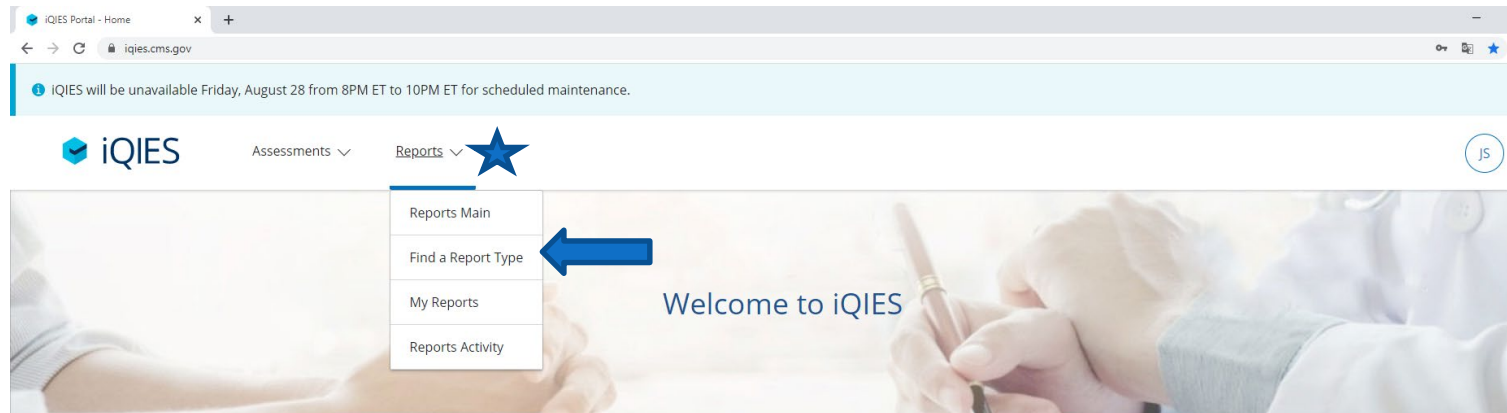 iQIES Portal - Home
iqies.cms.gov
iQIES will be unavailable Friday, August 28 from 8PM ET to 10PM ET for scheduled maintenance.
iQIES Assessments Reports JS
Reports Main
Find a Report Type
My Reports
Reports Activity
Welcome to iQIES